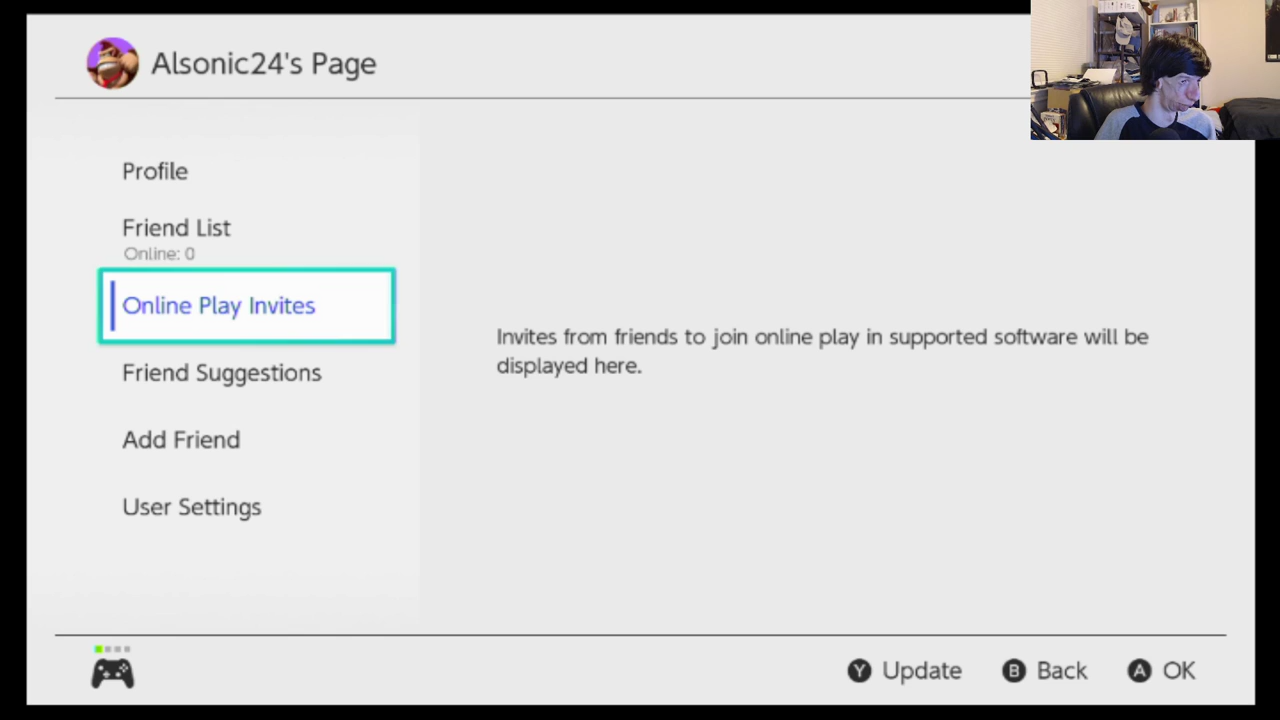 Alsonic24's Page
Profile
Friend List
Online: 0
Online Play Invites
Friend Suggestions
Add Friend
User Settings
Invites from friends to join online play in supported software will be
displayed here.
Y Update B Back A OK